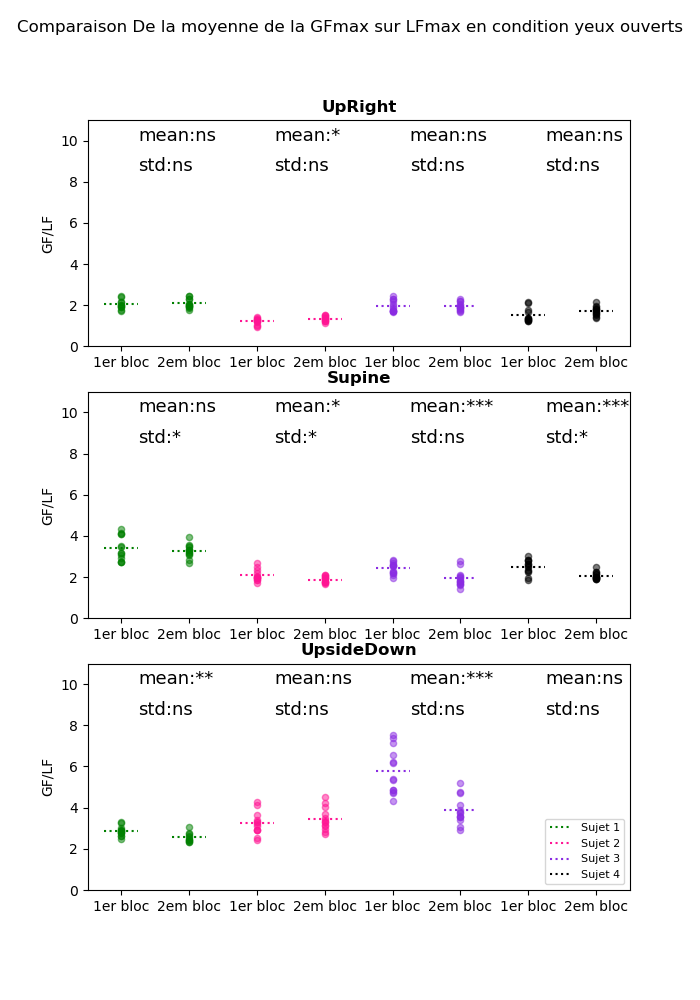 Comparaison De la moyenne de la GFmax sur LFmax en condition yeux ouverts
UpRight
mean:ns mean:* mean:ns mean:ns
std:ns std:ns std:ns std:ns
10
8
6
4
2
0
GF/LF
1er bloc 2em bloc 1er bloc 2em bloc 1er bloc 2em bloc 1er bloc 2em bloc
Supine
mean:ns mean:* mean:*** mean:***
std:* std:* std:ns std:*
10
8
6
4
2
0
GF/LF
1er bloc 2em bloc 1er bloc 2em bloc 1er bloc 2em bloc 1er bloc 2em bloc
UpsideDown
mean:** mean:ns mean:*** mean:ns
std:ns std:ns std:ns std:ns
10
8
6
4
2
0
GF/LF
Sujet 1
Sujet 2
Sujet 3
Sujet 4
1er bloc 2em bloc 1er bloc 2em bloc 1er bloc 2em bloc 1er bloc 2em bloc